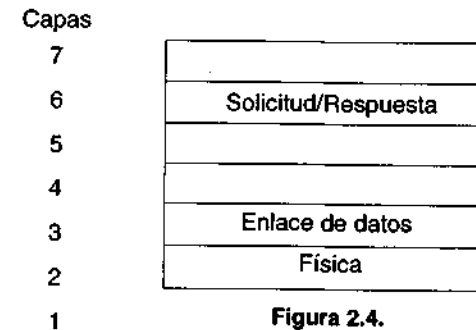 Capas
7
6 Solicitud/Respuesta
5
4
3 Enlace de datos
2 Física
1 Figura 2.4.